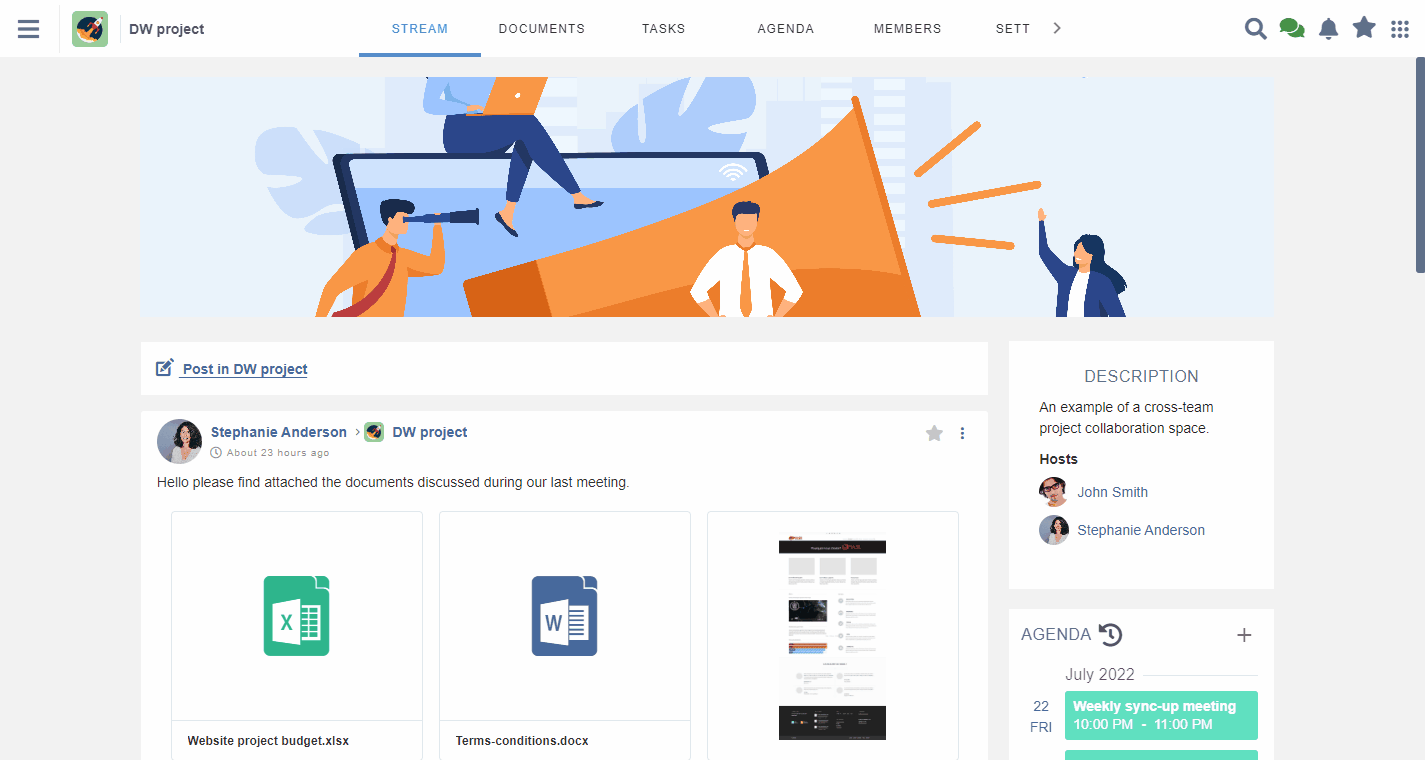 DW project
STREAM
DOCUMENTS
TASKS
AGENDA
MEMBERS
SETT
Post in DW project
Stephanie Anderson
DW project
About 23 hours ago
Hello please find attached the documents discussed during our last meeting.
Website project budget.xlsx
Terms-conditions.docx
DESCRIPTION
An example of a cross-team
project collaboration space.
Hosts
John Smith
Stephanie Anderson
AGENDA
July 2022
22
FRI
Weekly sync-up meeting
10:00 PM - 11:00 PM